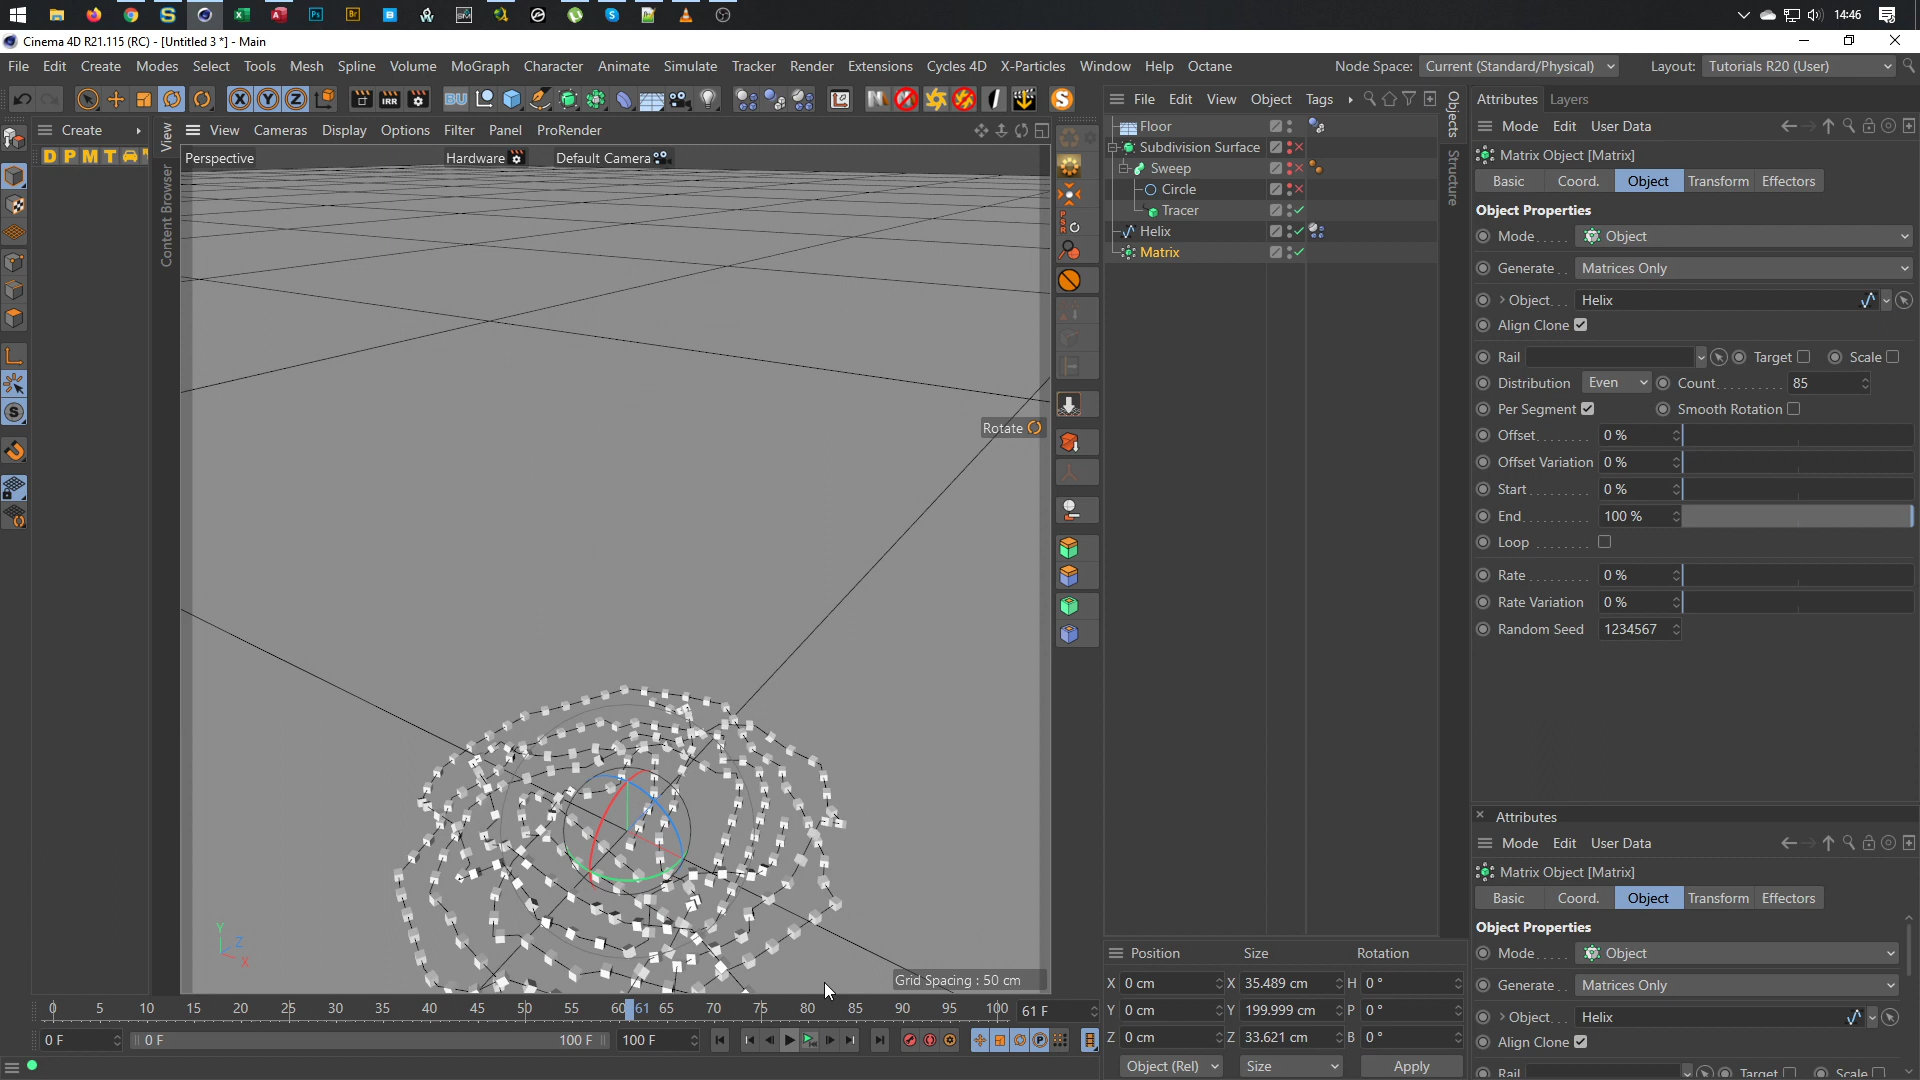 14:46
Cinema 4D R21.115 (RC) - [Untitled 3 *] - Main
File Edit Create Modes Select Tools Mesh Spline Volume MoGraph Character Animate Simulate Tracker Render Extensions Cycles 4D X-Particles Window Help Octane Node Space: Current (Standard/Physical) Layout: Tutorials R20 (User)
X Y Z IRR BU
File Edit View Object Tags
Attributes Layers
Create
View Cameras Display Options Filter Panel ProRender
Mode Edit User Data
D P M T
Perspective Hardware Default Camera
View
Content Browser
Objects
Structure
Floor
Subdivision Surface
Sweep
Circle
Tracer
Helix
Matrix
PSR
Rotate
Grid Spacing : 50 cm
Y
Z
X
Matrix Object [Matrix]
Basic Coord. Object Transform Effectors
Object Properties
Mode..... Object
Generate.. Matrices Only
Object... Helix
Align Clone
Rail Target Scale
Distribution Even Count.......... 85
Per Segment Smooth Rotation
Offset........ 0 %
Offset Variation 0 %
Start......... 0 %
End........... 100 %
Loop ........
Rate ......... 0 %
Rate Variation 0 %
Random Seed 1234567
Attributes
Mode Edit User Data
Matrix Object [Matrix]
Basic Coord. Object Transform Effectors
Object Properties
Mode..... Object
Generate.. Matrices Only
Object... Helix
Align Clone
Rail Target Scale
Position Size Rotation
X 0 cm X 35.489 cm H 0 °
Y 0 cm Y 199.999 cm P 0 °
Z 0 cm Z 33.621 cm B 0 °
Object (Rel) Size Apply
0 5 10 15 20 25 30 35 40 45 50 55 60 61 65 70 75 80 85 90 95 100 61 F
0 F 0 F 100 F 100 F